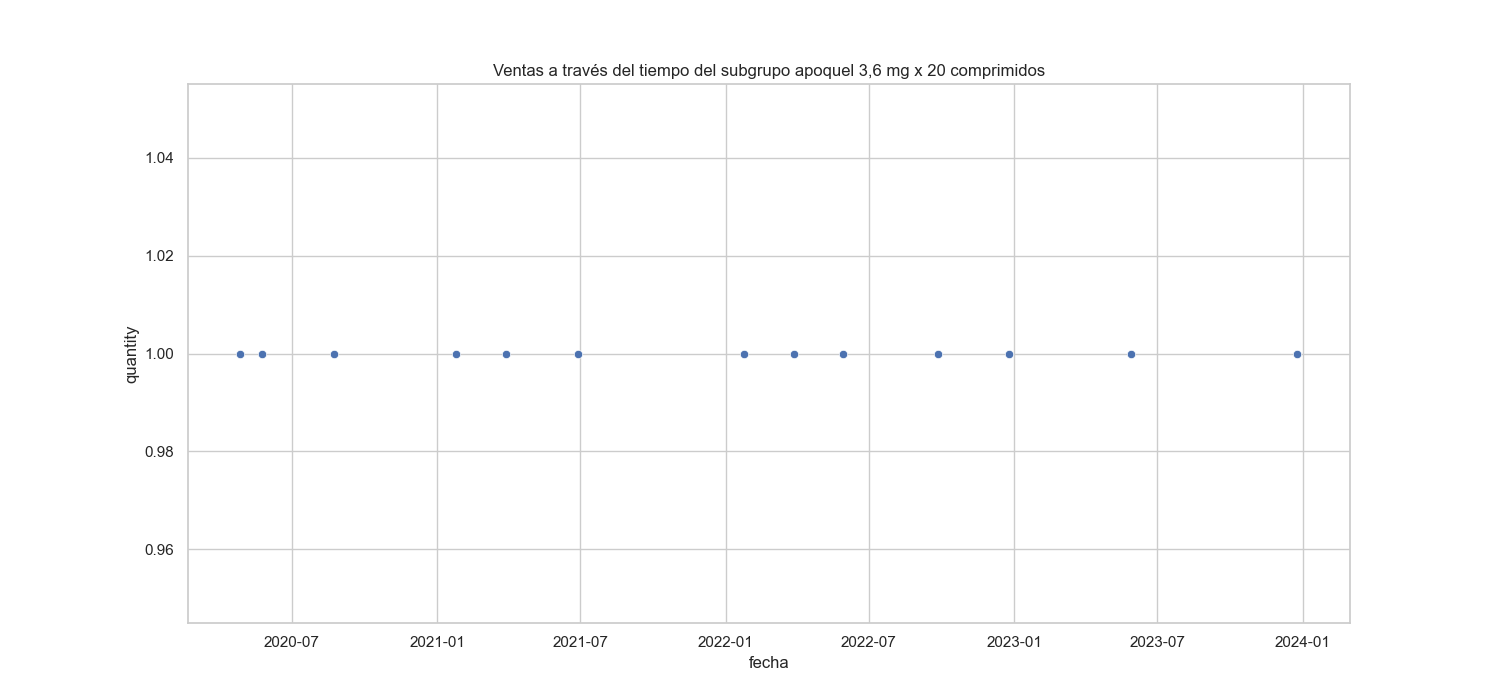 Ventas a través del tiempo del subgrupo apoquel 3,6 mg x 20 comprimidos
1.04
1.02
1.00
0.98
0.96
quantity
2020-07 2021-01 2021-07 2022-01 2022-07 2023-01 2023-07 2024-01
fecha